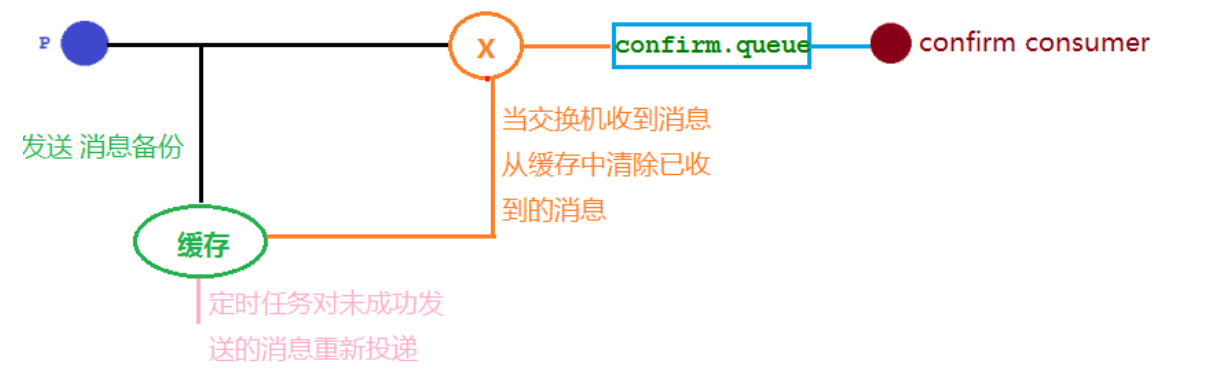 P
X
confirm.queue
confirm consumer
发送 消息备份
当交换机收到消息
从缓存中清除已收
到的消息
缓存
定时任务对未成功发
送的消息重新投递